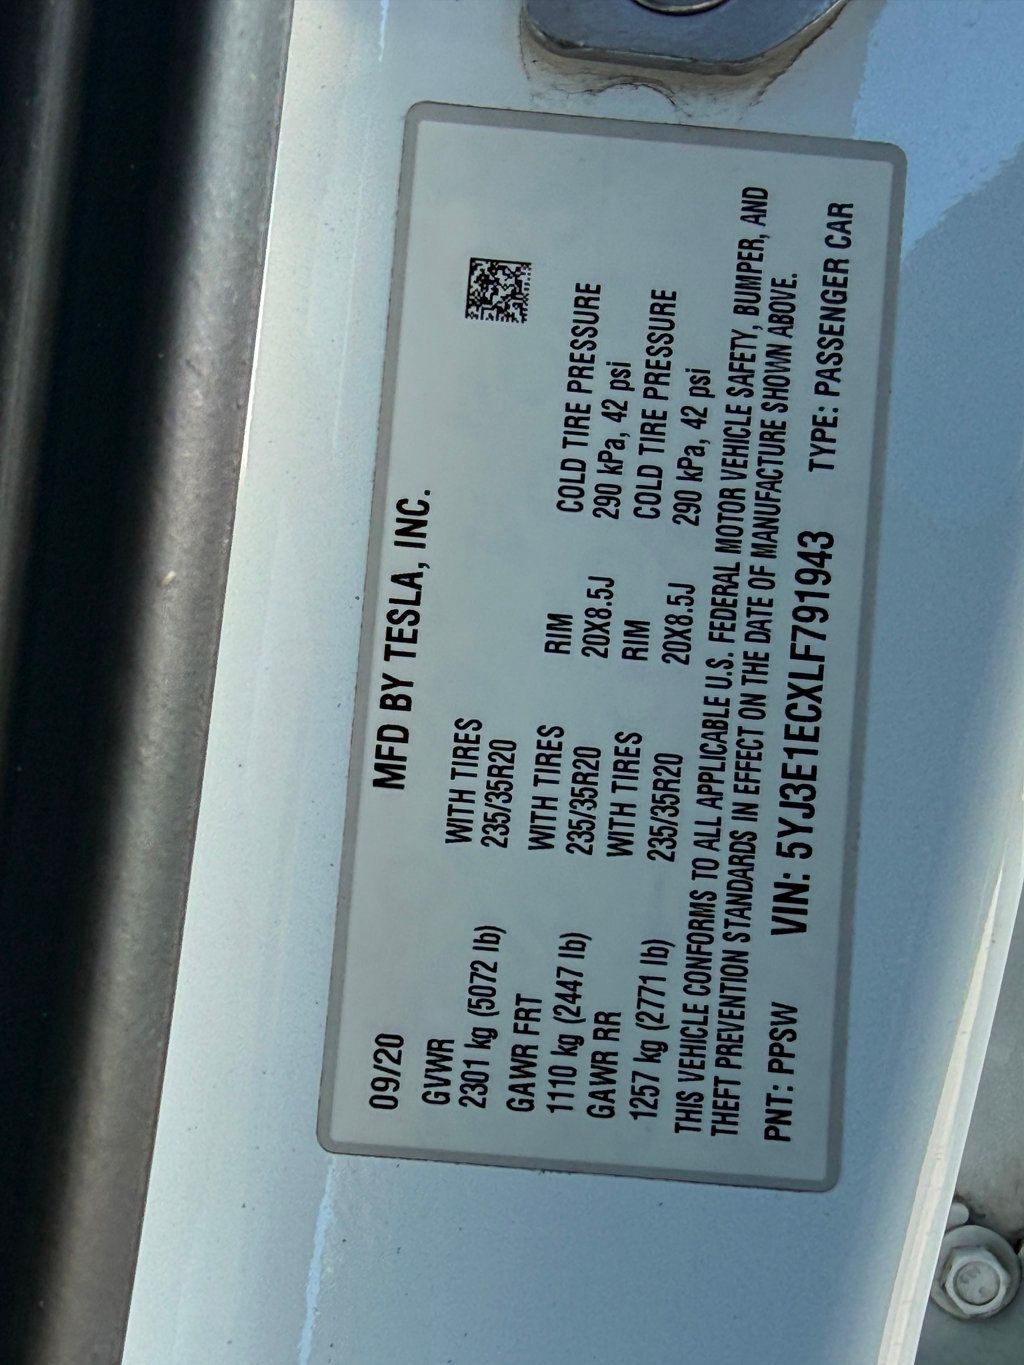 09/20 MFD BY TESLA, INC.
GVWR WITH TIRES
2301 kg (5072 lb) 235/35R20
GAWR FRT WITH TIRES RIM COLD TIRE PRESSURE
1110 kg (2447 lb) 235/35R20 20X8.5J 290 kPa, 42 psi
GAWR RR WITH TIRES RIM COLD TIRE PRESSURE
1257 kg (2771 lb) 235/35R20 20X8.5J 290 kPa, 42 psi
THIS VEHICLE CONFORMS TO ALL APPLICABLE U.S. FEDERAL MOTOR VEHICLE SAFETY, BUMPER, AND
THEFT PREVENTION STANDARDS IN EFFECT ON THE DATE OF MANUFACTURE SHOWN ABOVE.
PNT: PPSW VIN: 5YJ3E1ECXLF791943 TYPE: PASSENGER CAR